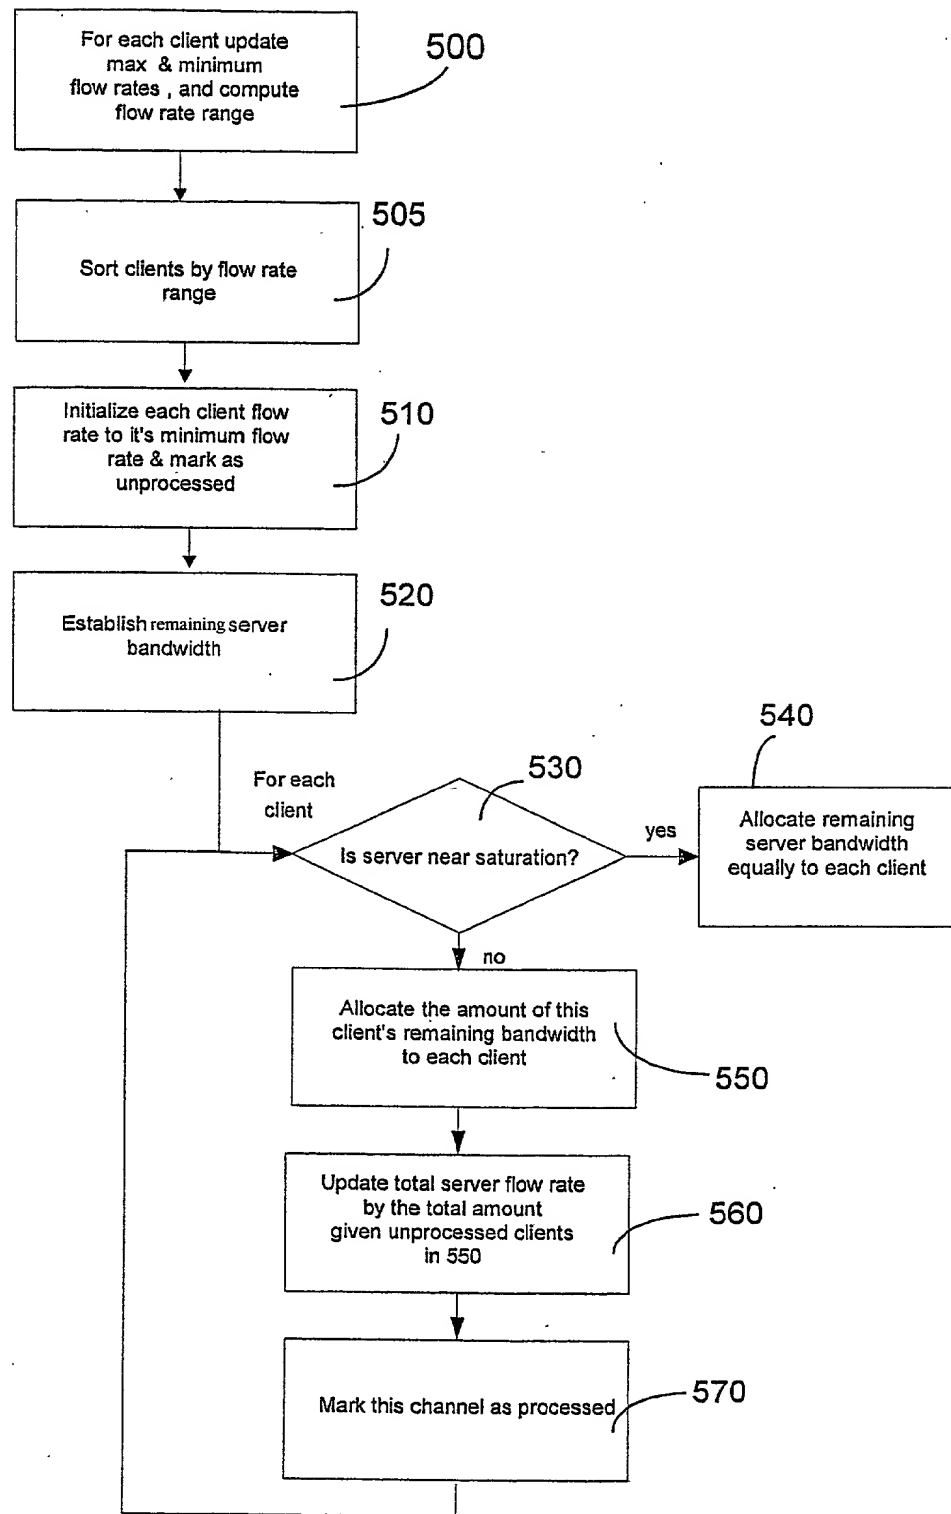 For each client update
max & minimum
flow rates , and compute
flow rate range
500
505
Sort clients by flow rate
range
Initialize each client flow
rate to it's minimum flow
rate & mark as
unprocessed
510
520
Establish remaining server
bandwidth
540
530
For each
client
Is server near saturation?
yes
Allocate remaining
server bandwidth
equally to each client
no
Allocate the amount of this
client's remaining bandwidth
to each client
550
Update total server flow rate
by the total amount
given unprocessed clients
in 550
560
570
Mark this channel as processed